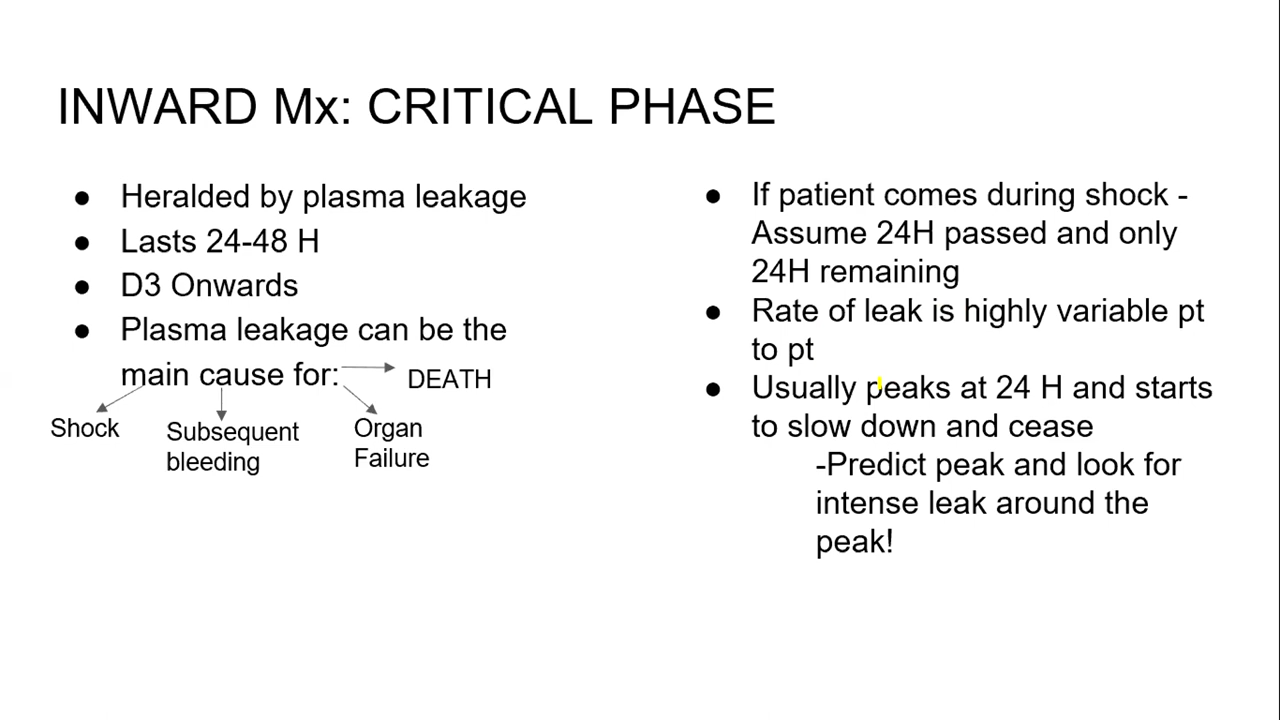 INWARD Mx: CRITICAL PHASE
● Heralded by plasma leakage
● Lasts 24-48 H
● D3 Onwards
● Plasma leakage can be the
main cause for:
DEATH
Shock
Subsequent
bleeding
Organ
Failure
● If patient comes during shock -
Assume 24H passed and only
24H remaining
● Rate of leak is highly variable pt
to pt
● Usually peaks at 24 H and starts
to slow down and cease
-Predict peak and look for
intense leak around the
peak!